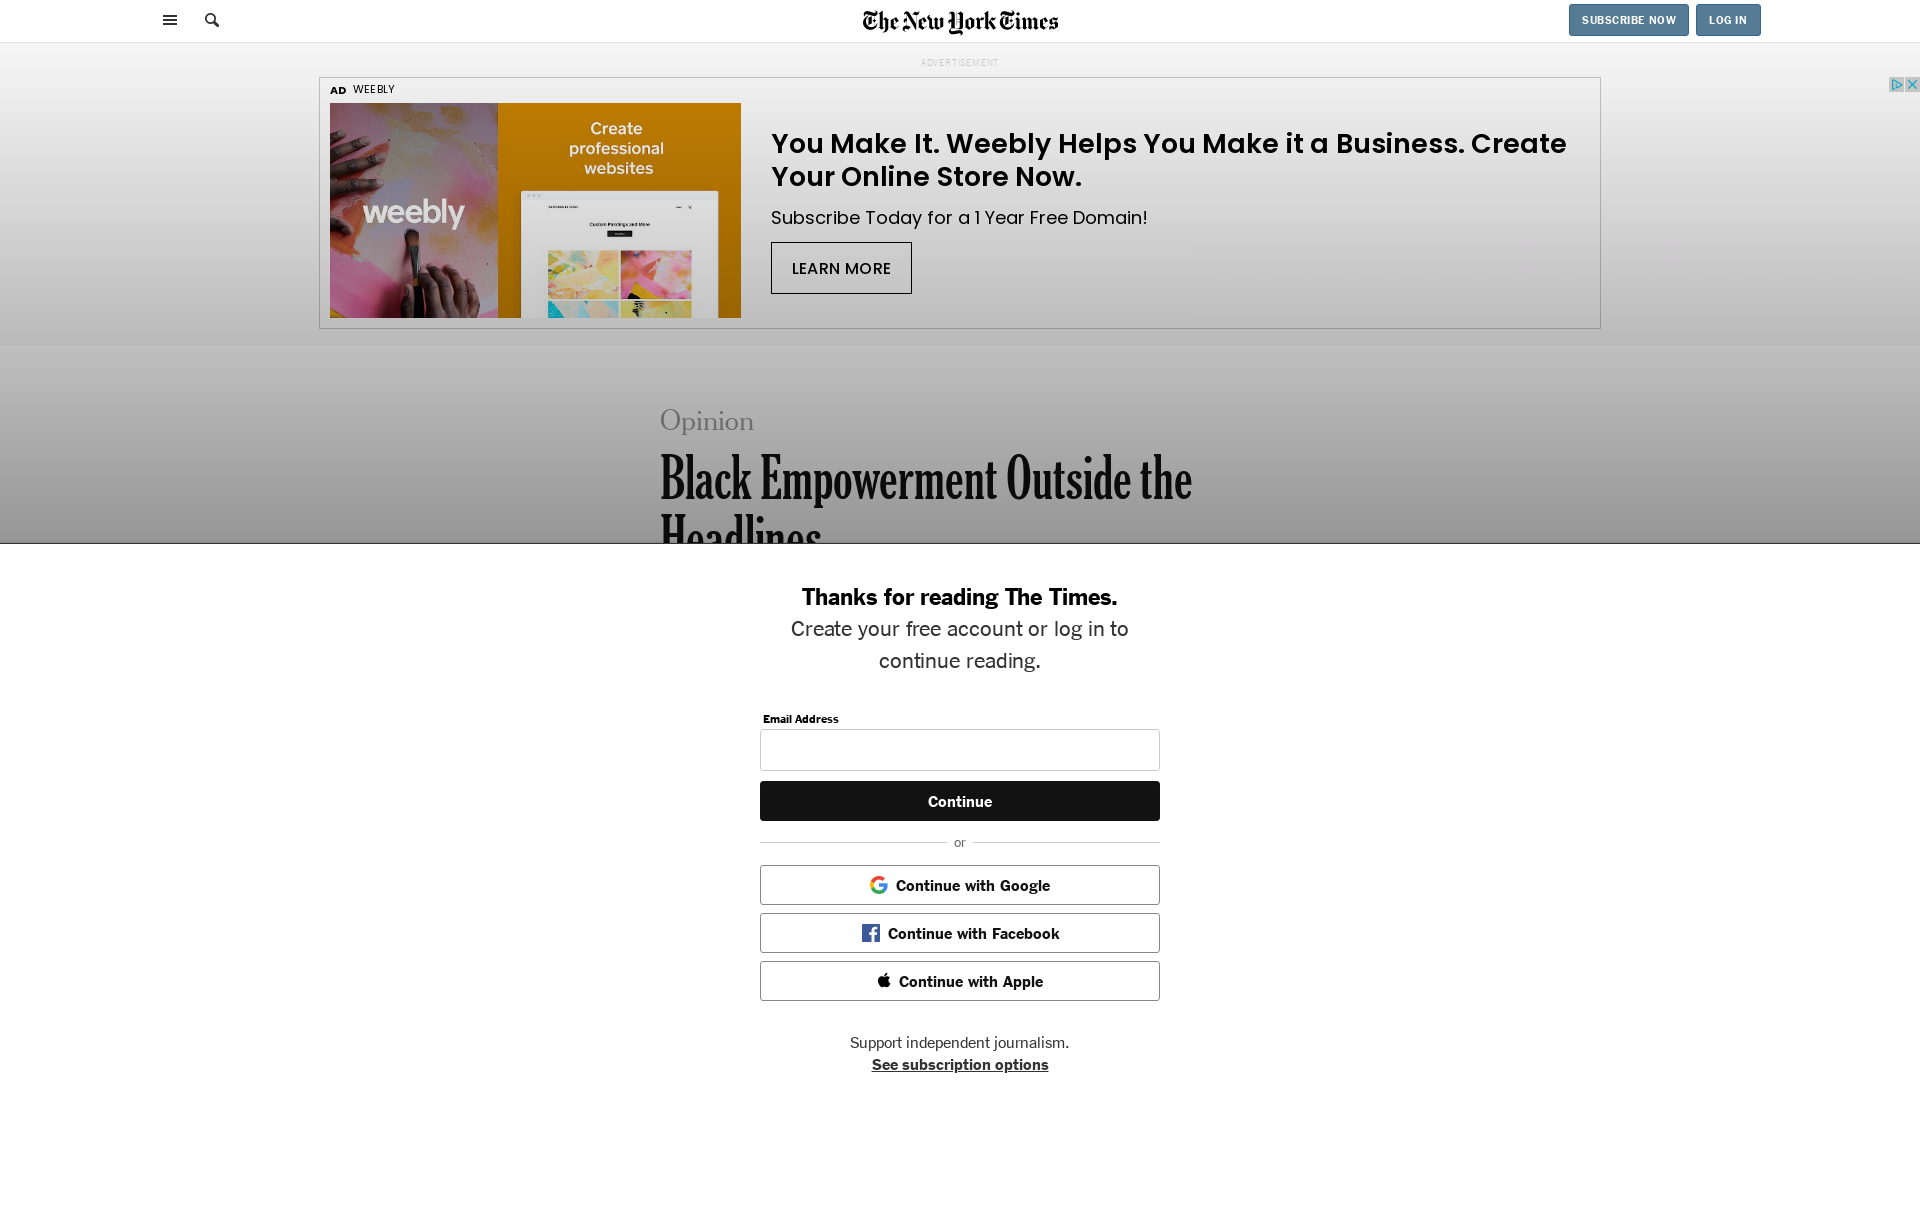 The New York Times
SUBSCRIBE NOW
LOG IN
ADVERTISEMENT
AD WEEBLY
weebly
Create
professional
websites
Custom Paintings and More
You Make It. Weebly Helps You Make it a Business. Create
Your Online Store Now.
Subscribe Today for a 1 Year Free Domain!
LEARN MORE
Opinion
Black Empowerment Outside the
Headlines
Thanks for reading The Times.
Create your free account or log in to
continue reading.
Email Address
Continue
or
Continue with Google
Continue with Facebook
Continue with Apple
Support independent journalism.
See subscription options